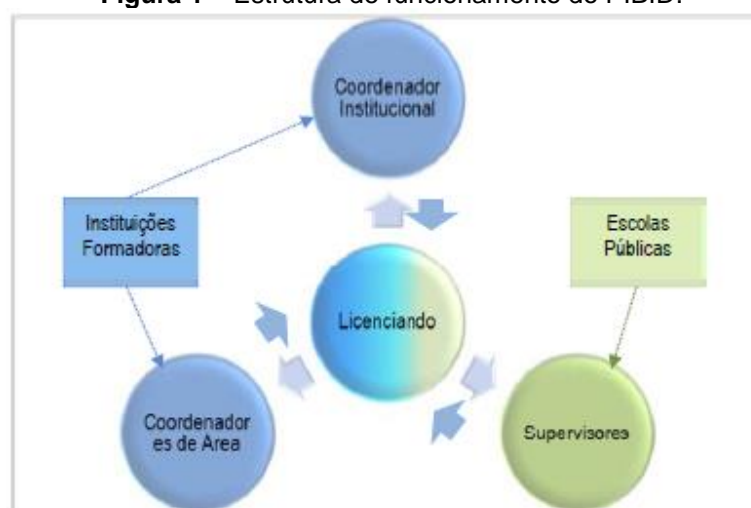 Figura 1 – Estrutura de funcionamento do PIBID.
Coordenador
Institucional
Instituições
Formadoras
Escolas
Públicas
Licenciando
Coordenador
es de Area
Supervisores